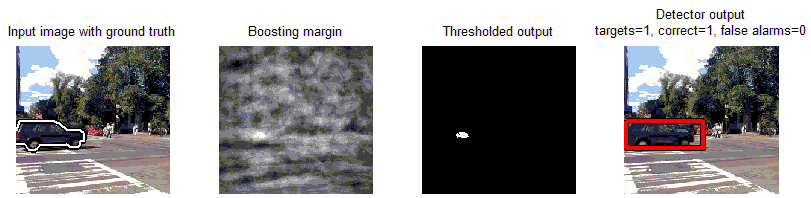 Input image with ground truth
Boosting margin
Thresholded output
Detector output
targets=1, correct=1, false alarms=0